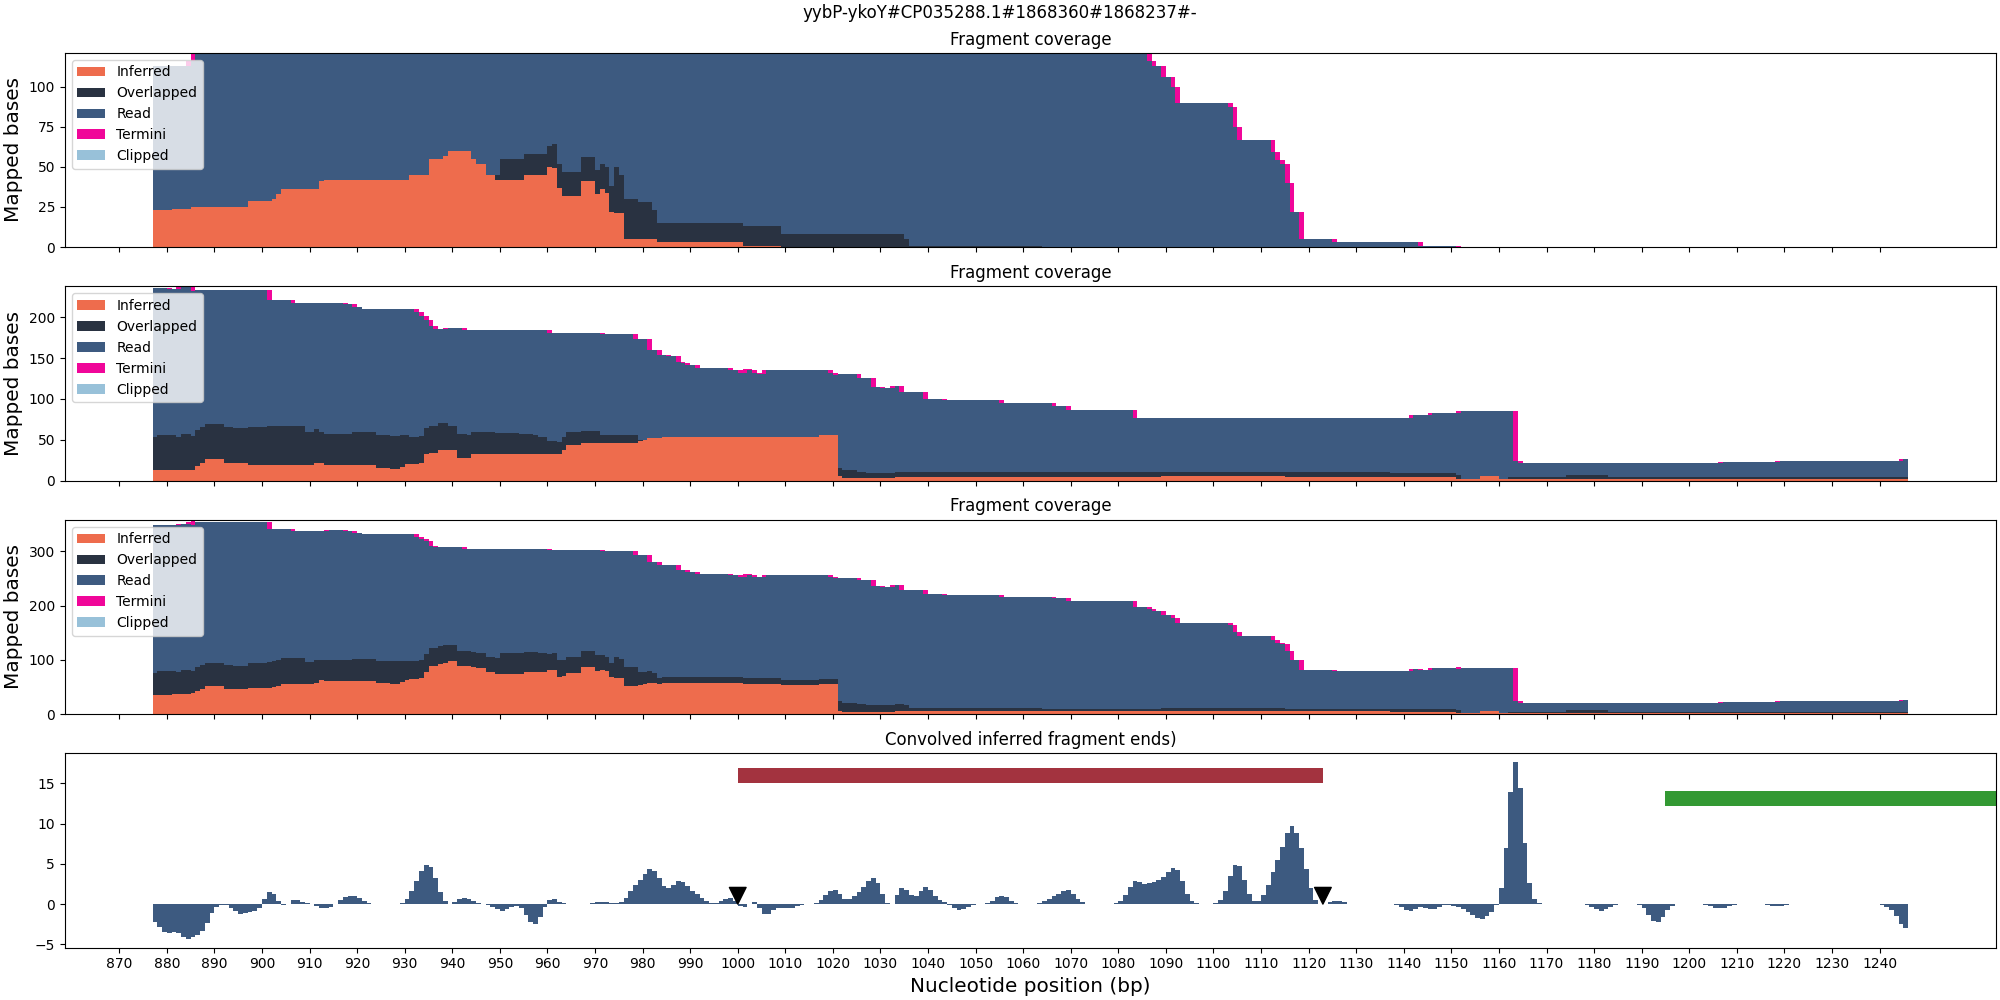 yybP-ykoY#CP035288.1#1868360#1868237#-
Fragment coverage
Mapped bases
100
75
50
25
0
Inferred
Overlapped
Read
Termini
Clipped
Fragment coverage
Mapped bases
200
150
100
50
0
Inferred
Overlapped
Read
Termini
Clipped
Fragment coverage
Mapped bases
300
200
100
0
Inferred
Overlapped
Read
Termini
Clipped
Convolved inferred fragment ends)
15
10
5
0
−5
870 880 890 900 910 920 930 940 950 960 970 980 990 1000 1010 1020 1030 1040 1050 1060 1070 1080 1090 1100 1110 1120 1130 1140 1150 1160 1170 1180 1190 1200 1210 1220 1230 1240
Nucleotide position (bp)